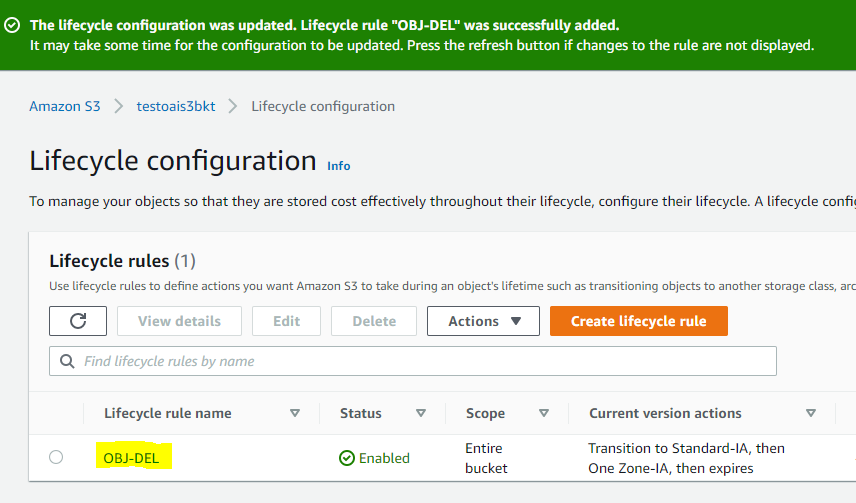 The lifecycle configuration was updated. Lifecycle rule "OBJ-DEL" was successfully added.
It may take some time for the configuration to be updated. Press the refresh button if changes to the rule are not displayed.
Amazon S3 > testoais3bkt > Lifecycle configuration
Lifecycle configuration Info
To manage your objects so that they are stored cost effectively throughout their lifecycle, configure their lifecycle. A lifecycle config
Lifecycle rules (1)
Use lifecycle rules to define actions you want Amazon S3 to take during an object's lifetime such as transitioning objects to another storage class, arc
View details Edit Delete Actions Create lifecycle rule
Find lifecycle rules by name
Lifecycle rule name Status Scope Current version actions
OBJ-DEL Enabled Entire bucket Transition to Standard-IA, then One Zone-IA, then expires